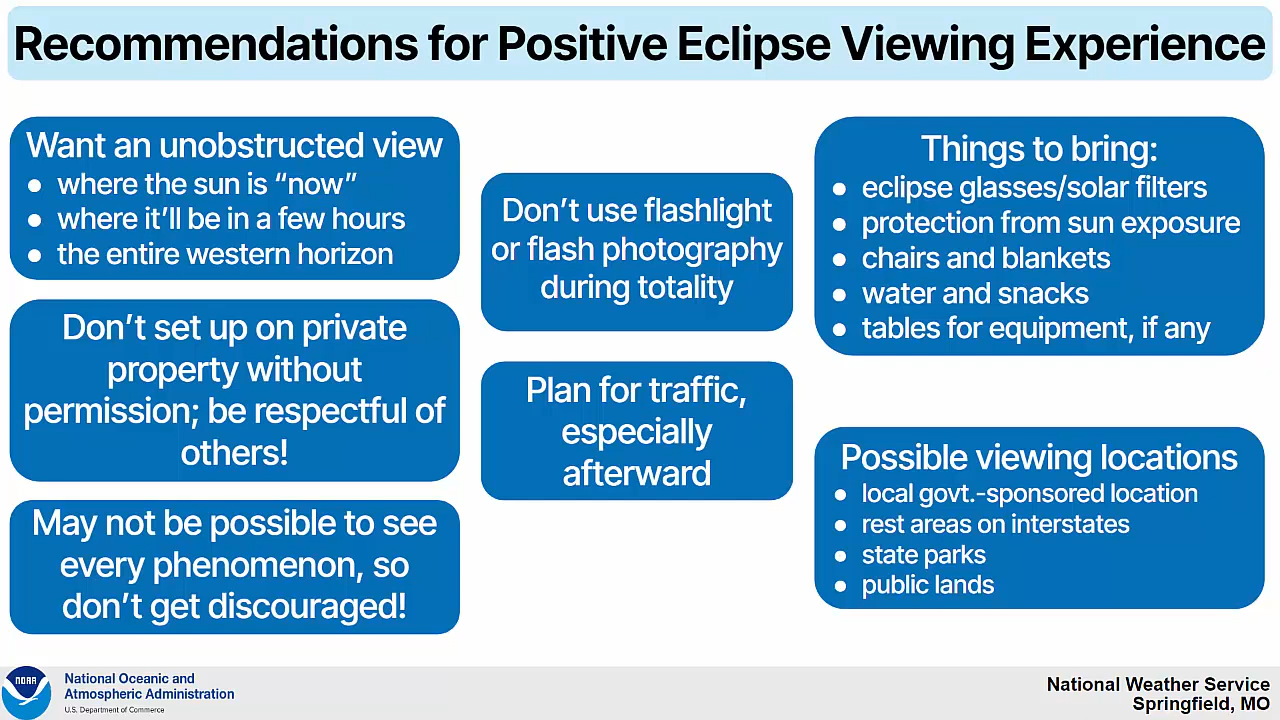 Recommendations for Positive Eclipse Viewing Experience
Want an unobstructed view
● where the sun is “now”
● where it’ll be in a few hours
● the entire western horizon
Don’t set up on private
property without
permission; be respectful of
others!
May not be possible to see
every phenomenon, so
don’t get discouraged!
Don’t use flashlight
or flash photography
during totality
Plan for traffic,
especially
afterward
Things to bring:
● eclipse glasses/solar filters
● protection from sun exposure
● chairs and blankets
● water and snacks
● tables for equipment, if any
Possible viewing locations
● local govt.-sponsored location
● rest areas on interstates
● state parks
● public lands
NOAA
National Oceanic and
Atmospheric Administration
U.S. Department of Commerce
National Weather Service
Springfield, MO